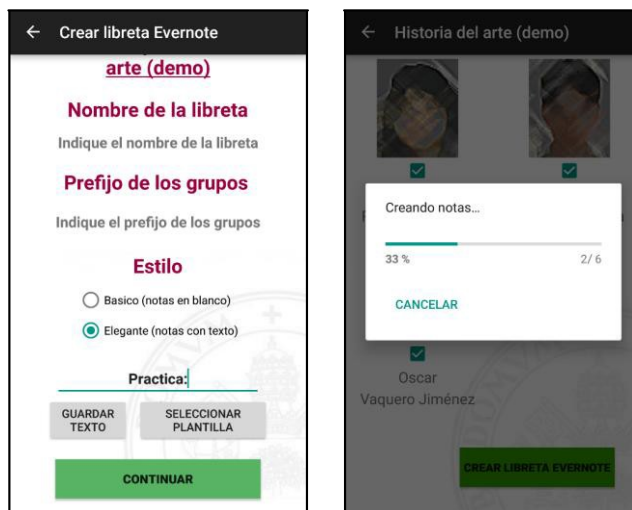 Crear libreta Evernote
arte (demo)
Nombre de la libreta
Indique el nombre de la libreta
Prefijo de los grupos
Indique el prefijo de los grupos
Estilo
Basico (notas en blanco)
Elegante (notas con texto)
Practica:
GUARDAR
TEXTO
SELECCIONAR
PLANTILLA
CONTINUAR
Historia del arte (demo)
Creando notas...
33 %
2/ 6
CANCELAR
Oscar
Vaquero Jiménez
CREAR LIBRETA EVERNOTE